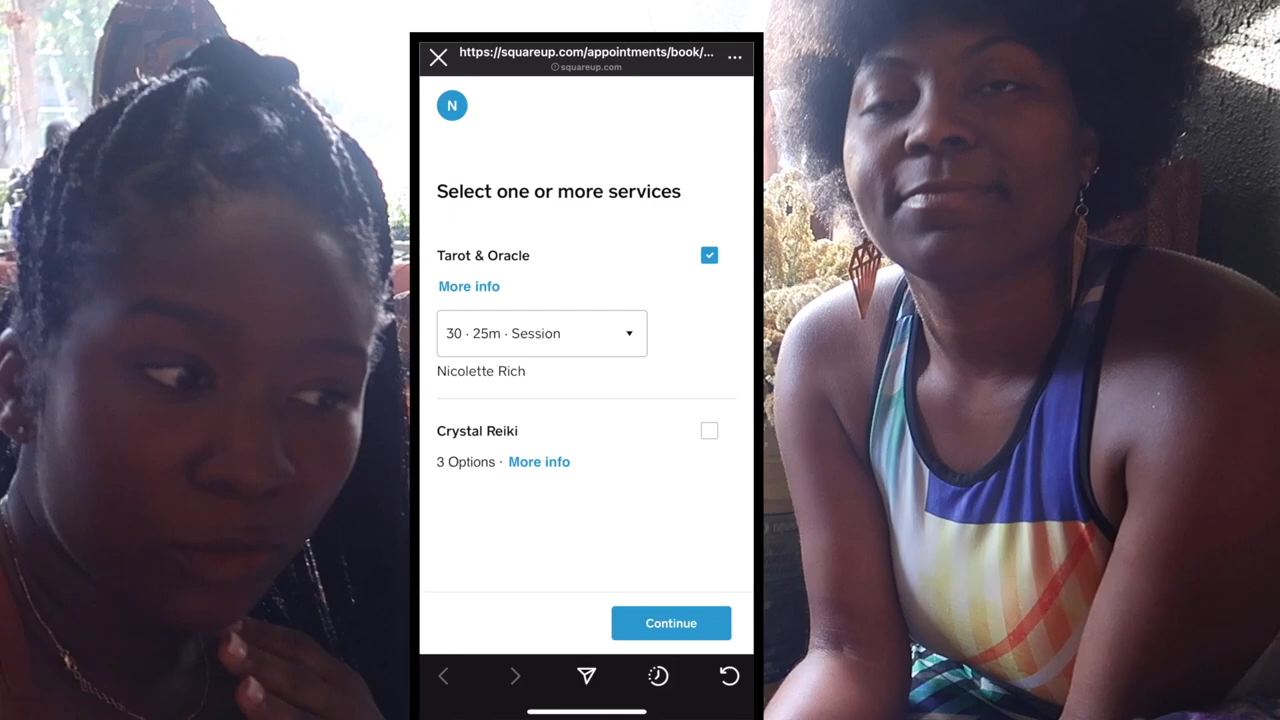 https://squareup.com/appointments/book/...
squareup.com
N
Select one or more services
Tarot & Oracle
More info
30 · 25m · Session
Nicolette Rich
Crystal Reiki
3 Options · More info
Continue